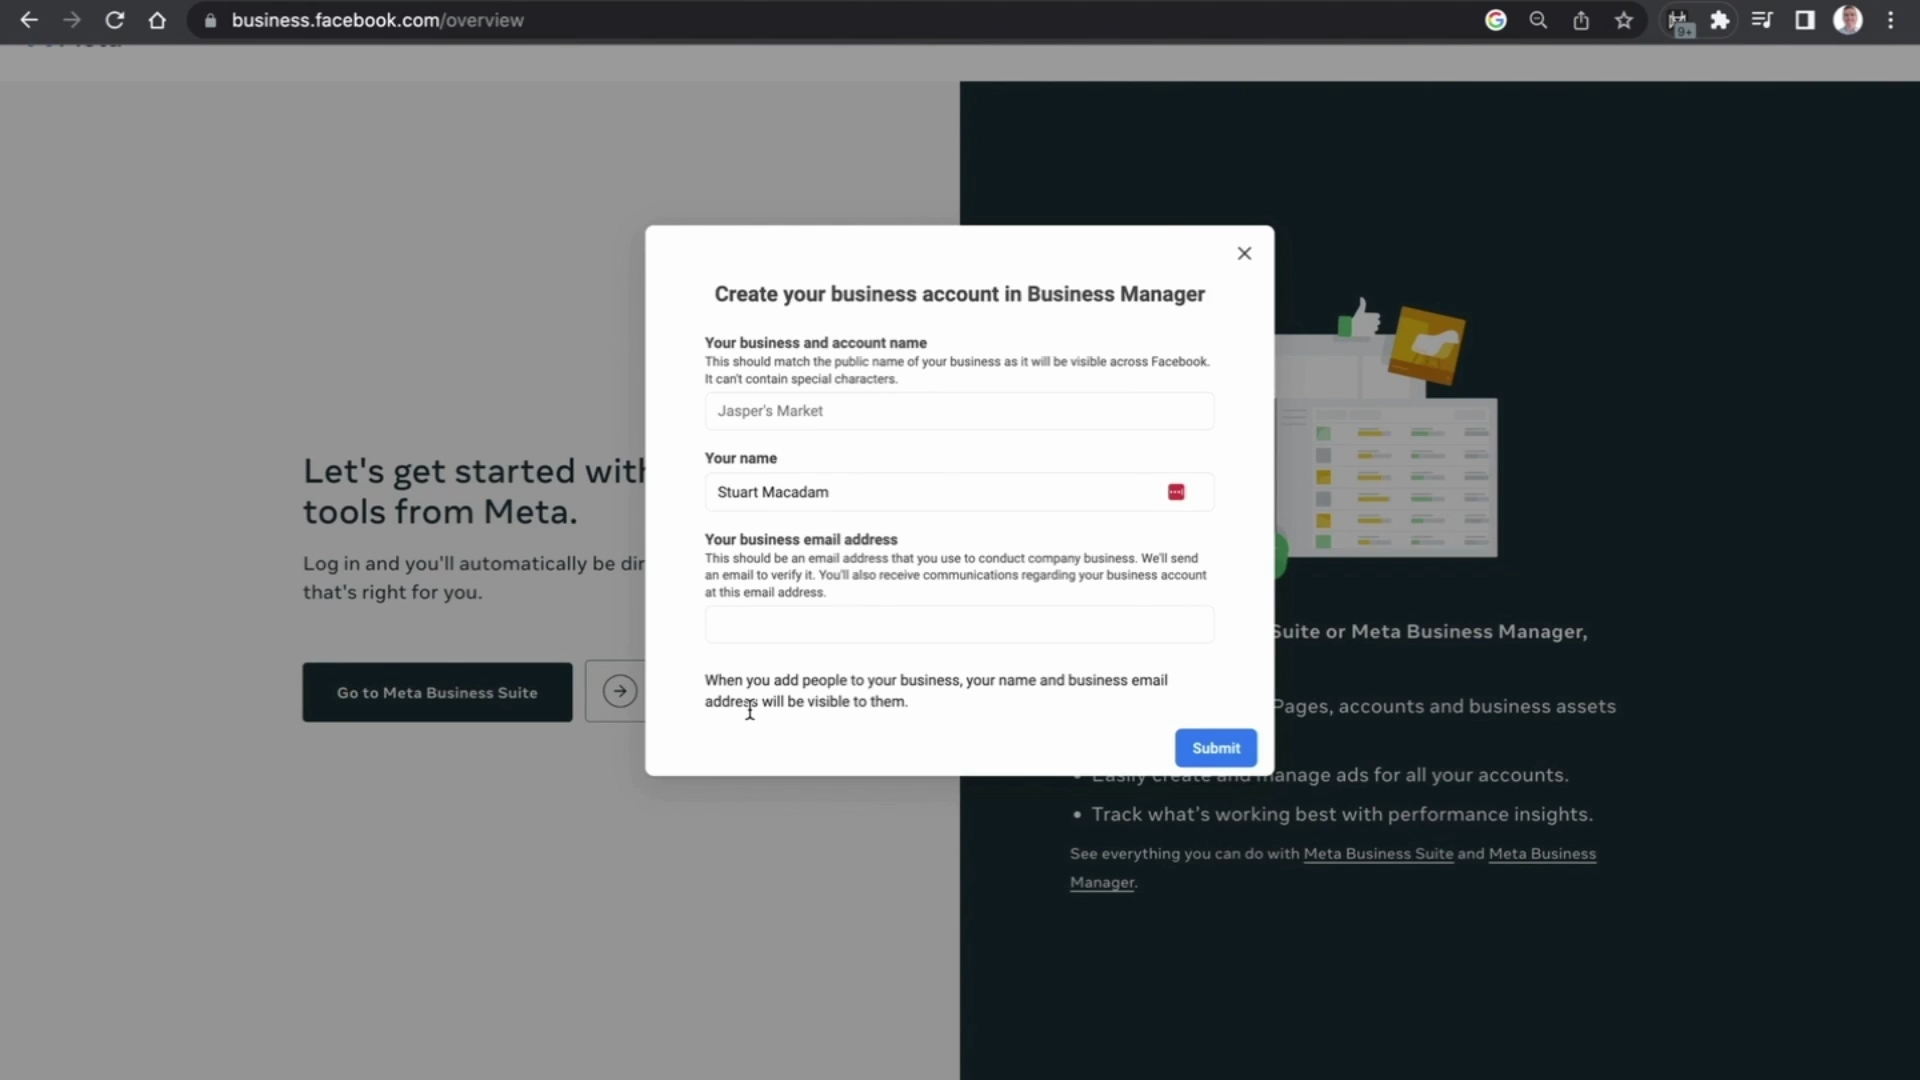 business.facebook.com/overview
9+
Create your business account in Business Manager
Your business and account name
This should match the public name of your business as it will be visible across Facebook.
It can't contain special characters.
Jasper's Market
Your name
Stuart Macadam
Your business email address
This should be an email address that you use to conduct company business. We'll send
an email to verify it. You'll also receive communications regarding your business account
at this email address.
When you add people to your business, your name and business email
address will be visible to them.
Submit
Let's get started with
tools from Meta.
Log in and you'll automatically be dir
that's right for you.
Go to Meta Business Suite
Suite or Meta Business Manager,
Pages, accounts and business assets
• Easily create and manage ads for all your accounts.
• Track what's working best with performance insights.
See everything you can do with Meta Business Suite and Meta Business
Manager.